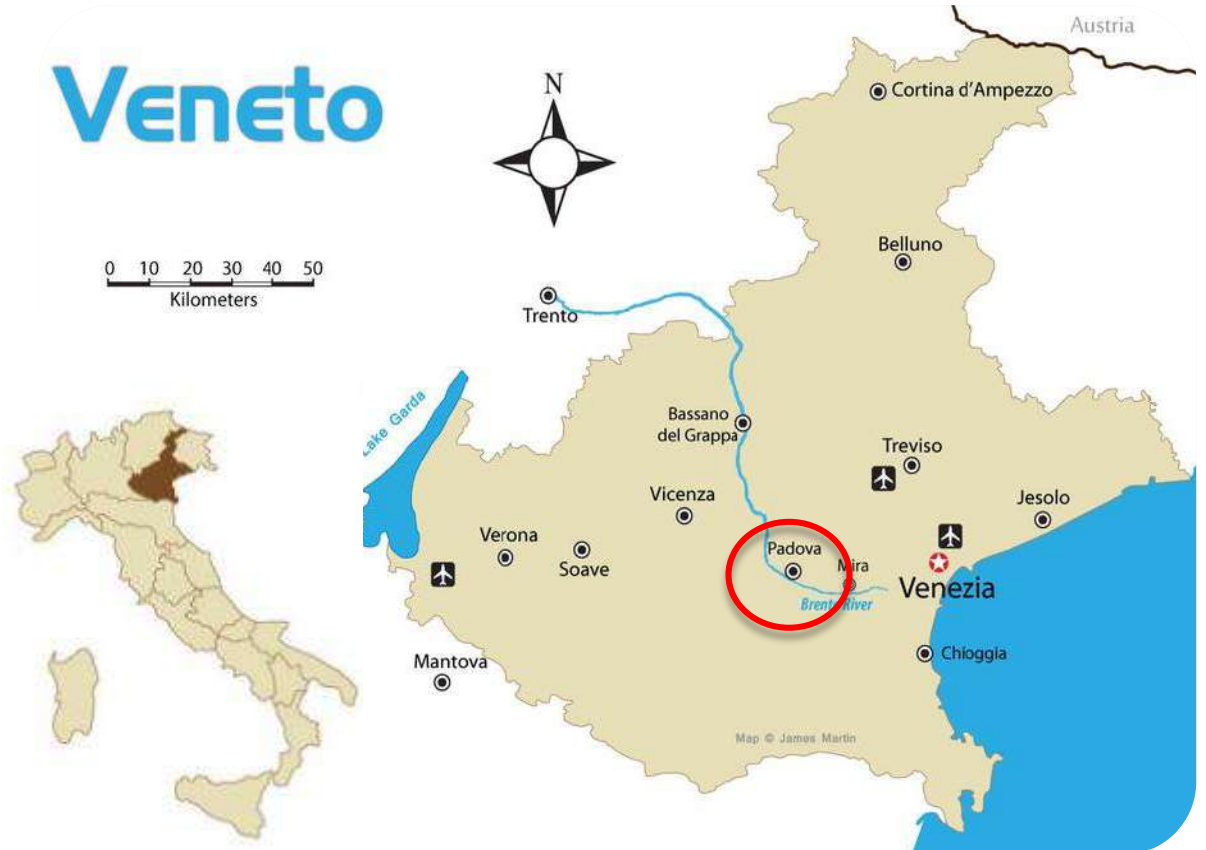 Veneto
N
Austria
Cortina d'Ampezzo
0 10 20 30 40 50
Kilometers
Belluno
Trento
Lake Garda
Bassano
del Grappa
Treviso
Vicenza
Jesolo
Verona
Soave
Padova
Mira
Venezia
Brenta River
Chioggia
Mantova
Map © James Martin